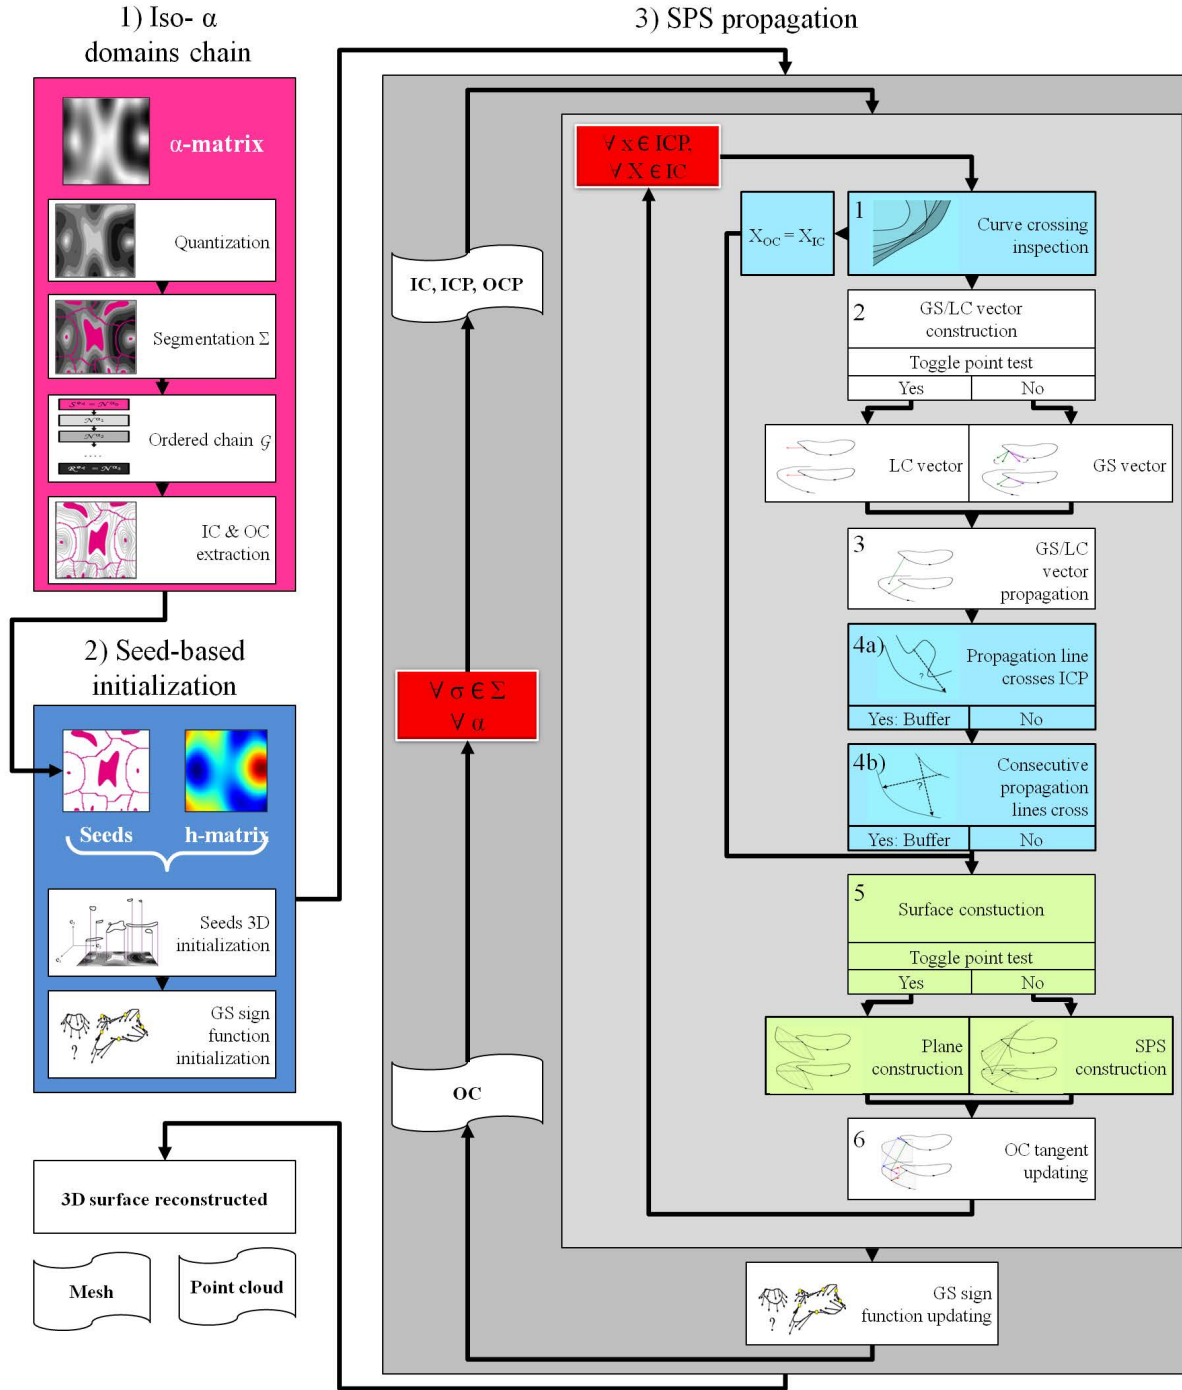 1) Iso- α
domains chain
α-matrix
Quantization
Segmentation Σ
Ordered chain 𝒢
IC & OC
extraction
2) Seed-based
initialization
Seeds
h-matrix
Seeds 3D
initialization
?
GS sign
function
initialization
3D surface reconstructed
Mesh
Point cloud
3) SPS propagation
IC, ICP, OCP
∀ σ ∈ Σ
∀ α
OC
∀ x ∈ ICP,
∀ X ∈ IC
X_OC = X_IC
1
Curve crossing
inspection
2
GS/LC vector
construction
Toggle point test
Yes
No
LC vector
GS vector
3
GS/LC
vector
propagation
4a)
?
Propagation line
crosses ICP
Yes: Buffer
No
4b)
?
Consecutive
propagation
lines cross
Yes: Buffer
No
5
Surface constuction
Toggle point test
Yes
No
Plane
construction
SPS
construction
6
OC tangent
updating
?
GS sign
function updating